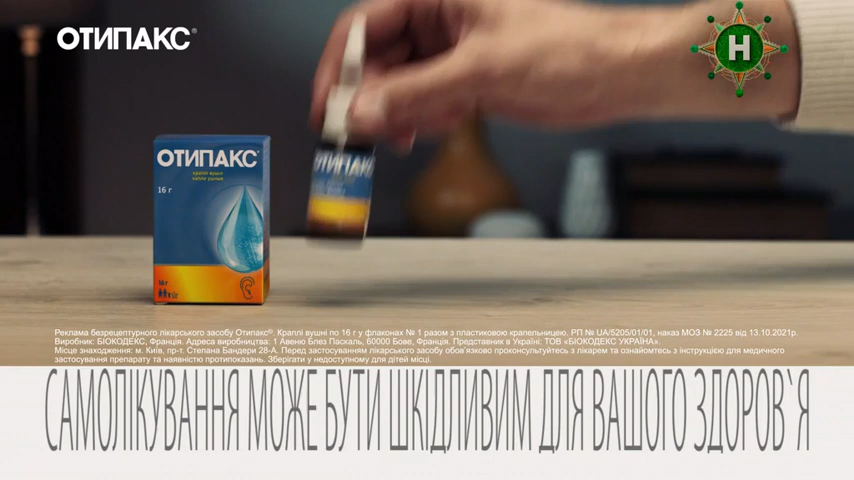 ОТИПАКС®
Н
ОТИПАКС®
краплі вушні
16 г
ОТИПАКС
16 г
Реклама безрецептурного лікарського засобу Отипакс®. Краплі вушні по 16 г у флаконах № 1 разом з пластиковою крапельницею. РП № UA/5205/01/01, наказ МОЗ № 2225 від 13.10.2021р.
Виробник: БІОКОДЕКС, Франція. Адреса виробництва: 1 Авеню Блез Паскаль, 60000 Бове, Франція. Представник в Україні: ТОВ «БІОКОДЕКС УКРАЇНА».
Місце знаходження: м. Київ, пр-т. Степана Бандери 28-А. Перед застосуванням лікарського засобу обов'язково проконсультуйтесь з лікарем та ознайомтесь з інструкцією для медичного
застосування препарату та наявністю протипоказань. Зберігати у недоступному для дітей місці.
САМОЛІКУВАННЯ МОЖЕ БУТИ ШКІДЛИВИМ ДЛЯ ВАШОГО ЗДОРОВ`Я